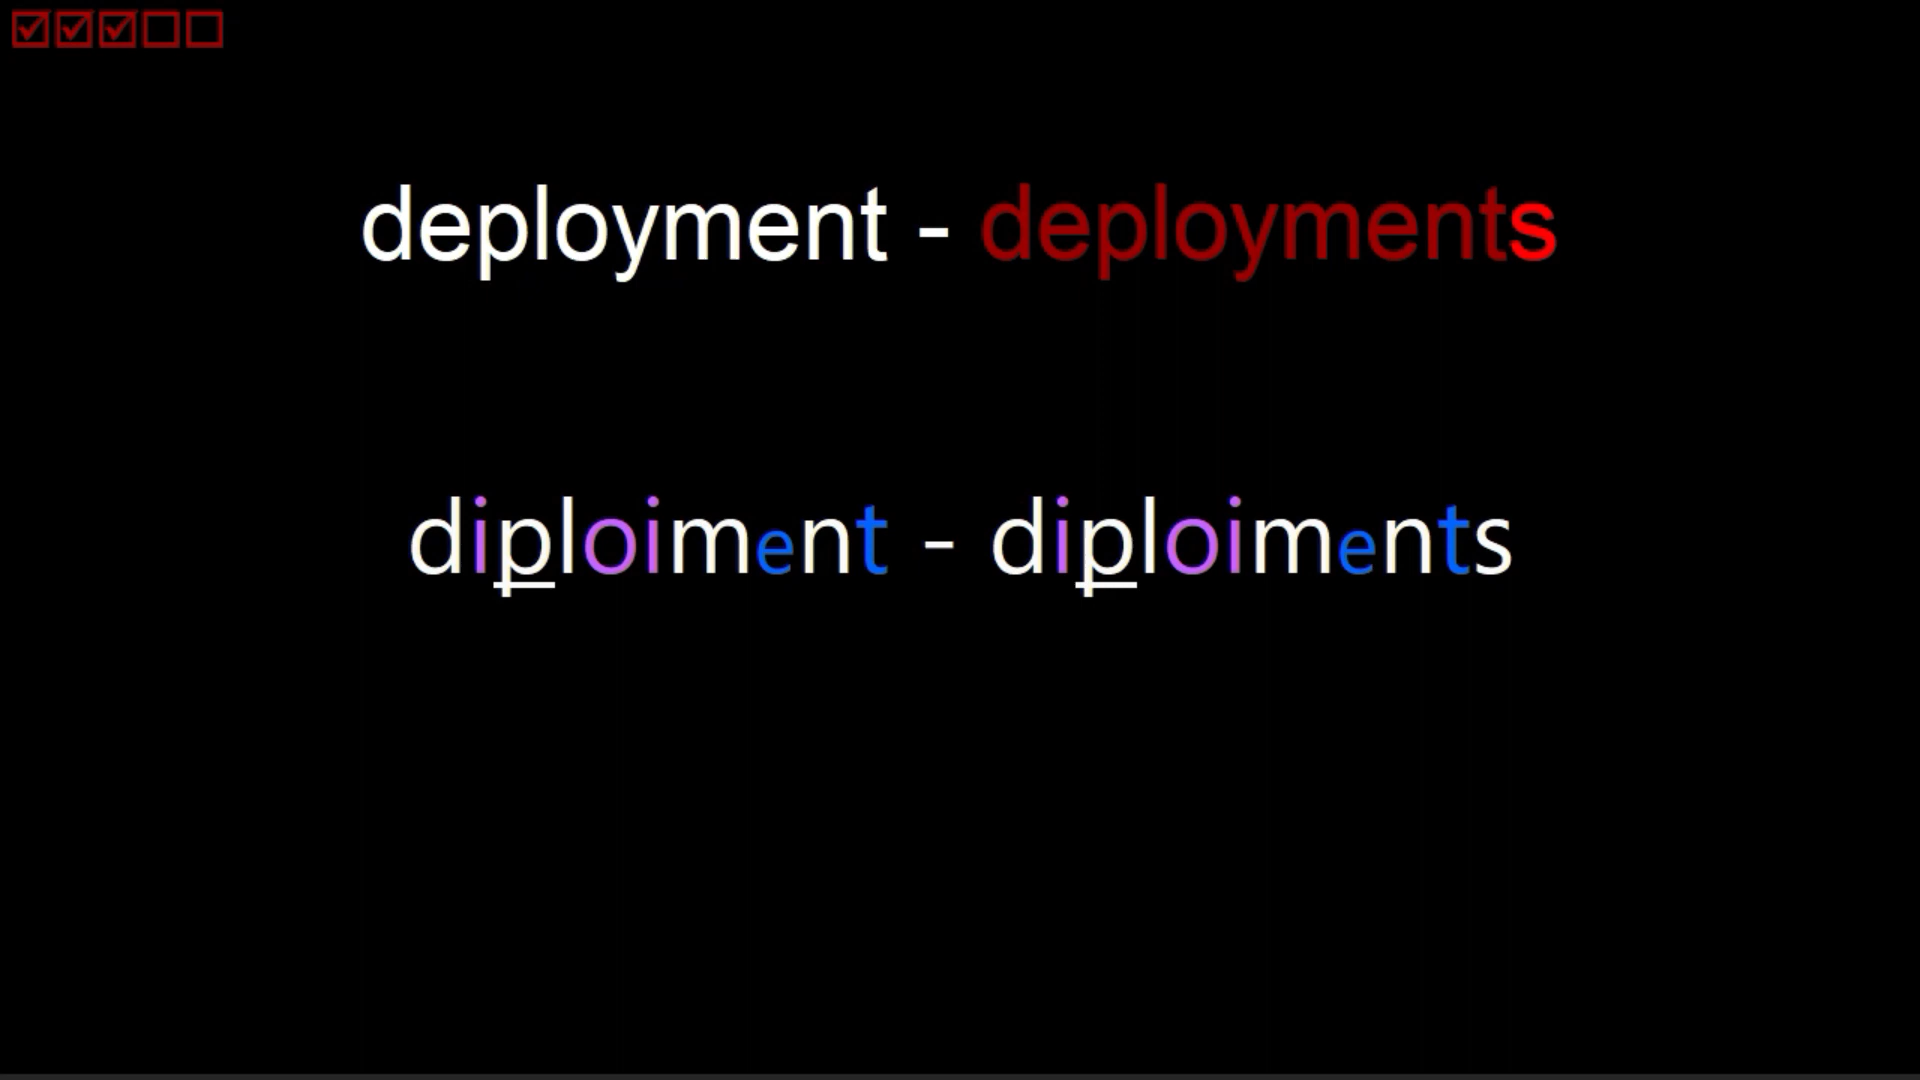 ☑☑☑☐☐
deployment - deployments
diploiment - diploiments